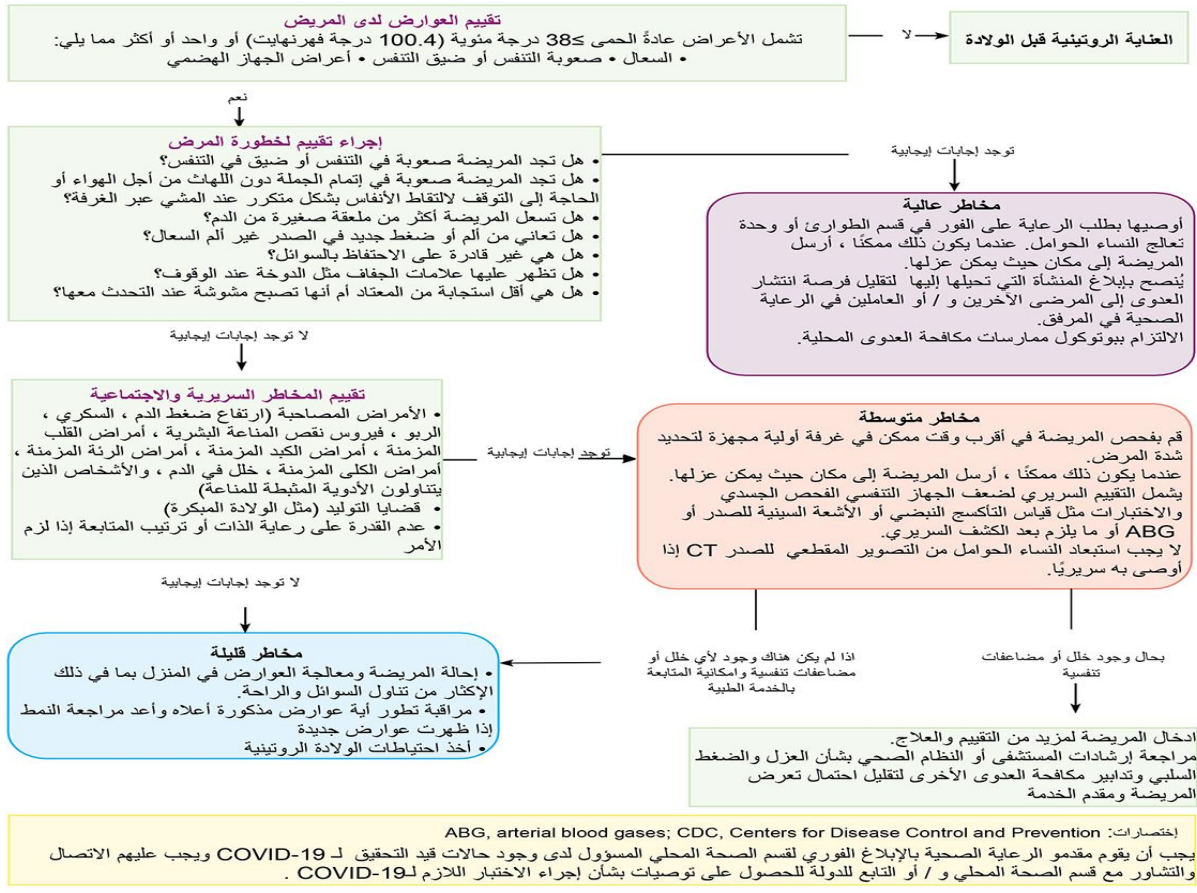 تقييم العوارض لدى المريض
تشمل الأعراض عادةً الحمى ≥38 درجة مئوية (100.4 درجة فهرنهايت) أو واحد أو أكثر مما يلي:
• السعال • صعوبة التنفس أو ضيق التنفس • أعراض الجهاز الهضمي
لا
العناية الروتينية قبل الولادة
نعم
إجراء تقييم لخطورة المرض
• هل تجد المريضة صعوبة في التنفس أو ضيق في التنفس؟
• هل تجد المريضة صعوبة في إتمام الجملة دون اللهاث من أجل الهواء أو
الحاجة إلى التوقف لالتقاط الأنفاس بشكل متكرر عند المشي عبر الغرفة؟
• هل تسعل المريضة أكثر من ملعقة صغيرة من الدم؟
• هل تعاني من ألم أو ضغط جديد في الصدر غير ألم السعال؟
• هل هي غير قادرة على الاحتفاظ بالسوائل؟
• هل تظهر عليها علامات الجفاف مثل الدوخة عند الوقوف؟
• هل هي أقل استجابة من المعتاد أم أنها تصبح مشوشة عند التحدث معها؟
توجد إجابات إيجابية
مخاطر عالية
أوصيها بطلب الرعاية على الفور في قسم الطوارئ أو وحدة
تعالج النساء الحوامل. عندما يكون ذلك ممكنًا ، أرسل
المريضة إلى مكان حيث يمكن عزلها.
يُنصح بإبلاغ المنشأة التي تحيلها إليها لتقليل فرصة انتشار
العدوى إلى المرضى الآخرين و / أو العاملين في الرعاية
الصحية في المرفق.
الالتزام ببوتوكول ممارسات مكافحة العدوى المحلية.
لا توجد إجابات إيجابية
تقييم المخاطر السريرية والاجتماعية
• الأمراض المصاحبة (ارتفاع ضغط الدم ، السكري ،
الربو ، فيروس نقص المناعة البشرية ، أمراض القلب
المزمنة ، أمراض الكبد المزمنة ، أمراض الرئة المزمنة ،
أمراض الكلى المزمنة ، خلل في الدم ، والأشخاص الذين
يتناولون الأدوية المثبطة للمناعة)
• قضايا التوليد (مثل الولادة المبكرة)
• عدم القدرة على رعاية الذات أو ترتيب المتابعة إذا لزم
الأمر
توجد إجابات إيجابية
مخاطر متوسطة
قم بفحص المريضة في أقرب وقت ممكن في غرفة أولية مجهزة لتحديد
شدة المرض.
عندما يكون ذلك ممكنًا ، أرسل المريضة إلى مكان حيث يمكن عزلها.
يشمل التقييم السريري لضعف الجهاز التنفسي الفحص الجسدي
والاختبارات مثل قياس التأكسج النبضي أو الأشعة السينية للصدر أو
ABG أو ما يلزم بعد الكشف السريري.
لا يجب استبعاد النساء الحوامل من التصوير المقطعي للصدر CT إذا
أوصى به سريريًا.
لا توجد إجابات إيجابية
مخاطر قليلة
• إحالة المريضة ومعالجة العوارض في المنزل بما في ذلك
الإكثار من تناول السوائل والراحة.
• مراقبة تطور أية عوارض مذكورة أعلاه وأعد مراجعة النمط
إذا ظهرت عوارض جديدة
• أخذ احتياطات الولادة الروتينية
اذا لم يكن هناك وجود لأي خلل أو
مضاعفات تنفسية وامكانية المتابعة
بالخدمة الطبية
بحال وجود خلل أو مضاعفات
تنفسية
ادخال المريضة لمزيد من التقييم والعلاج.
مراجعة إرشادات المستشفى أو النظام الصحي بشأن العزل والضغط
السلبي وتدابير مكافحة العدوى الأخرى لتقليل احتمال تعرض
المريضة ومقدم الخدمة
إختصارات: ABG, arterial blood gases; CDC, Centers for Disease Control and Prevention
يجب أن يقوم مقدمو الرعاية الصحية بالإبلاغ الفوري لقسم الصحة المحلي المسؤول لدى وجود حالات قيد التحقيق لـ COVID-19 ويجب عليهم الاتصال
والتشاور مع قسم الصحة المحلي و / أو التابع للدولة للحصول على توصيات بشأن إجراء الاختبار اللازم لـCOVID-19 .